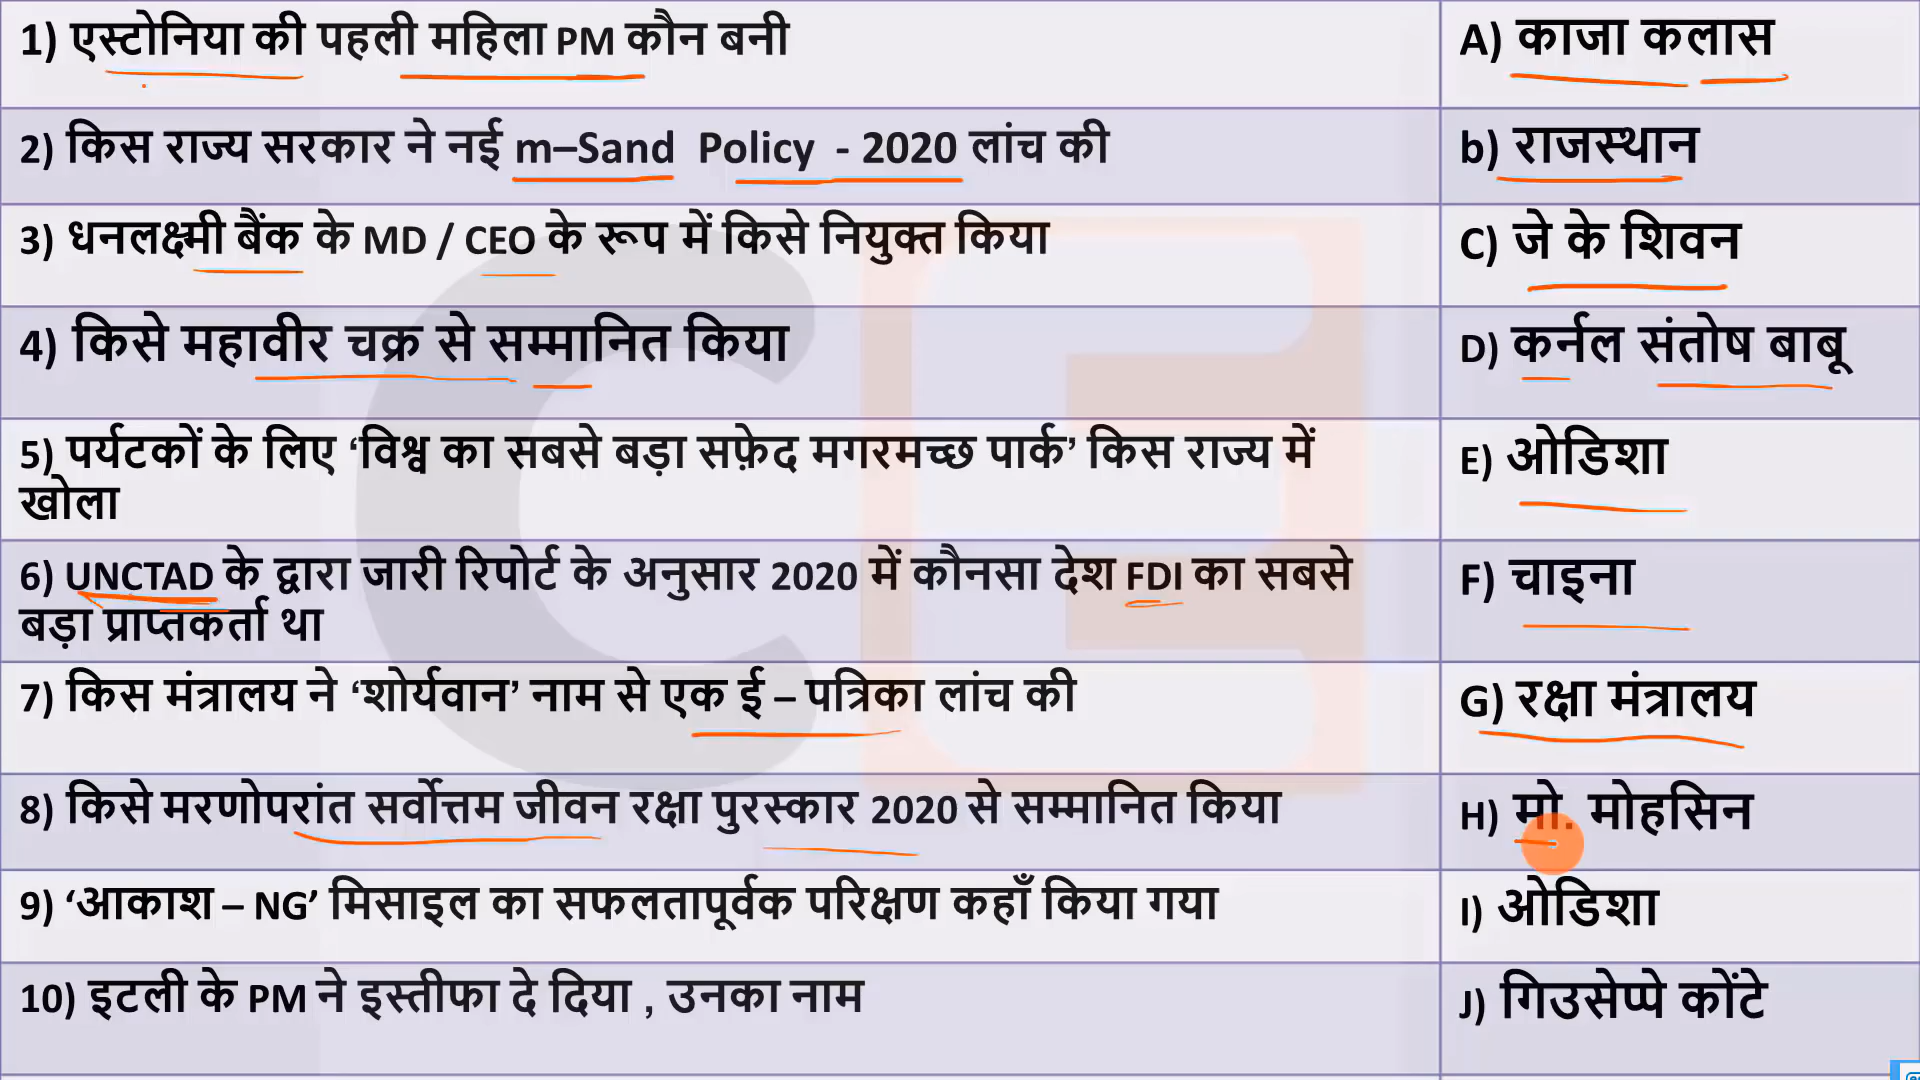 1) एस्टोनिया की पहली महिला PM कौन बनी
A) काजा कलास
2) किस राज्य सरकार ने नई m–Sand Policy - 2020 लांच की
b) राजस्थान
3) धनलक्ष्मी बैंक के MD / CEO के रूप में किसे नियुक्त किया
C) जे के शिवन
4) किसे महावीर चक्र से सम्मानित किया
D) कर्नल संतोष बाबू
5) पर्यटकों के लिए ‘विश्व का सबसे बड़ा सफ़ेद मगरमच्छ पार्क’ किस राज्य में
खोला
E) ओडिशा
6) UNCTAD के द्वारा जारी रिपोर्ट के अनुसार 2020 में कौनसा देश FDI का सबसे
बड़ा प्राप्तकर्ता था
F) चाइना
7) किस मंत्रालय ने ‘शोर्यवान’ नाम से एक ई – पत्रिका लांच की
G) रक्षा मंत्रालय
8) किसे मरणोपरांत सर्वोत्तम जीवन रक्षा पुरस्कार 2020 से सम्मानित किया
H) मो. मोहसिन
9) ‘आकाश – NG’ मिसाइल का सफलतापूर्वक परिक्षण कहाँ किया गया
I) ओडिशा
10) इटली के PM ने इस्तीफा दे दिया , उनका नाम
J) गिउसेप्पे कोंटे